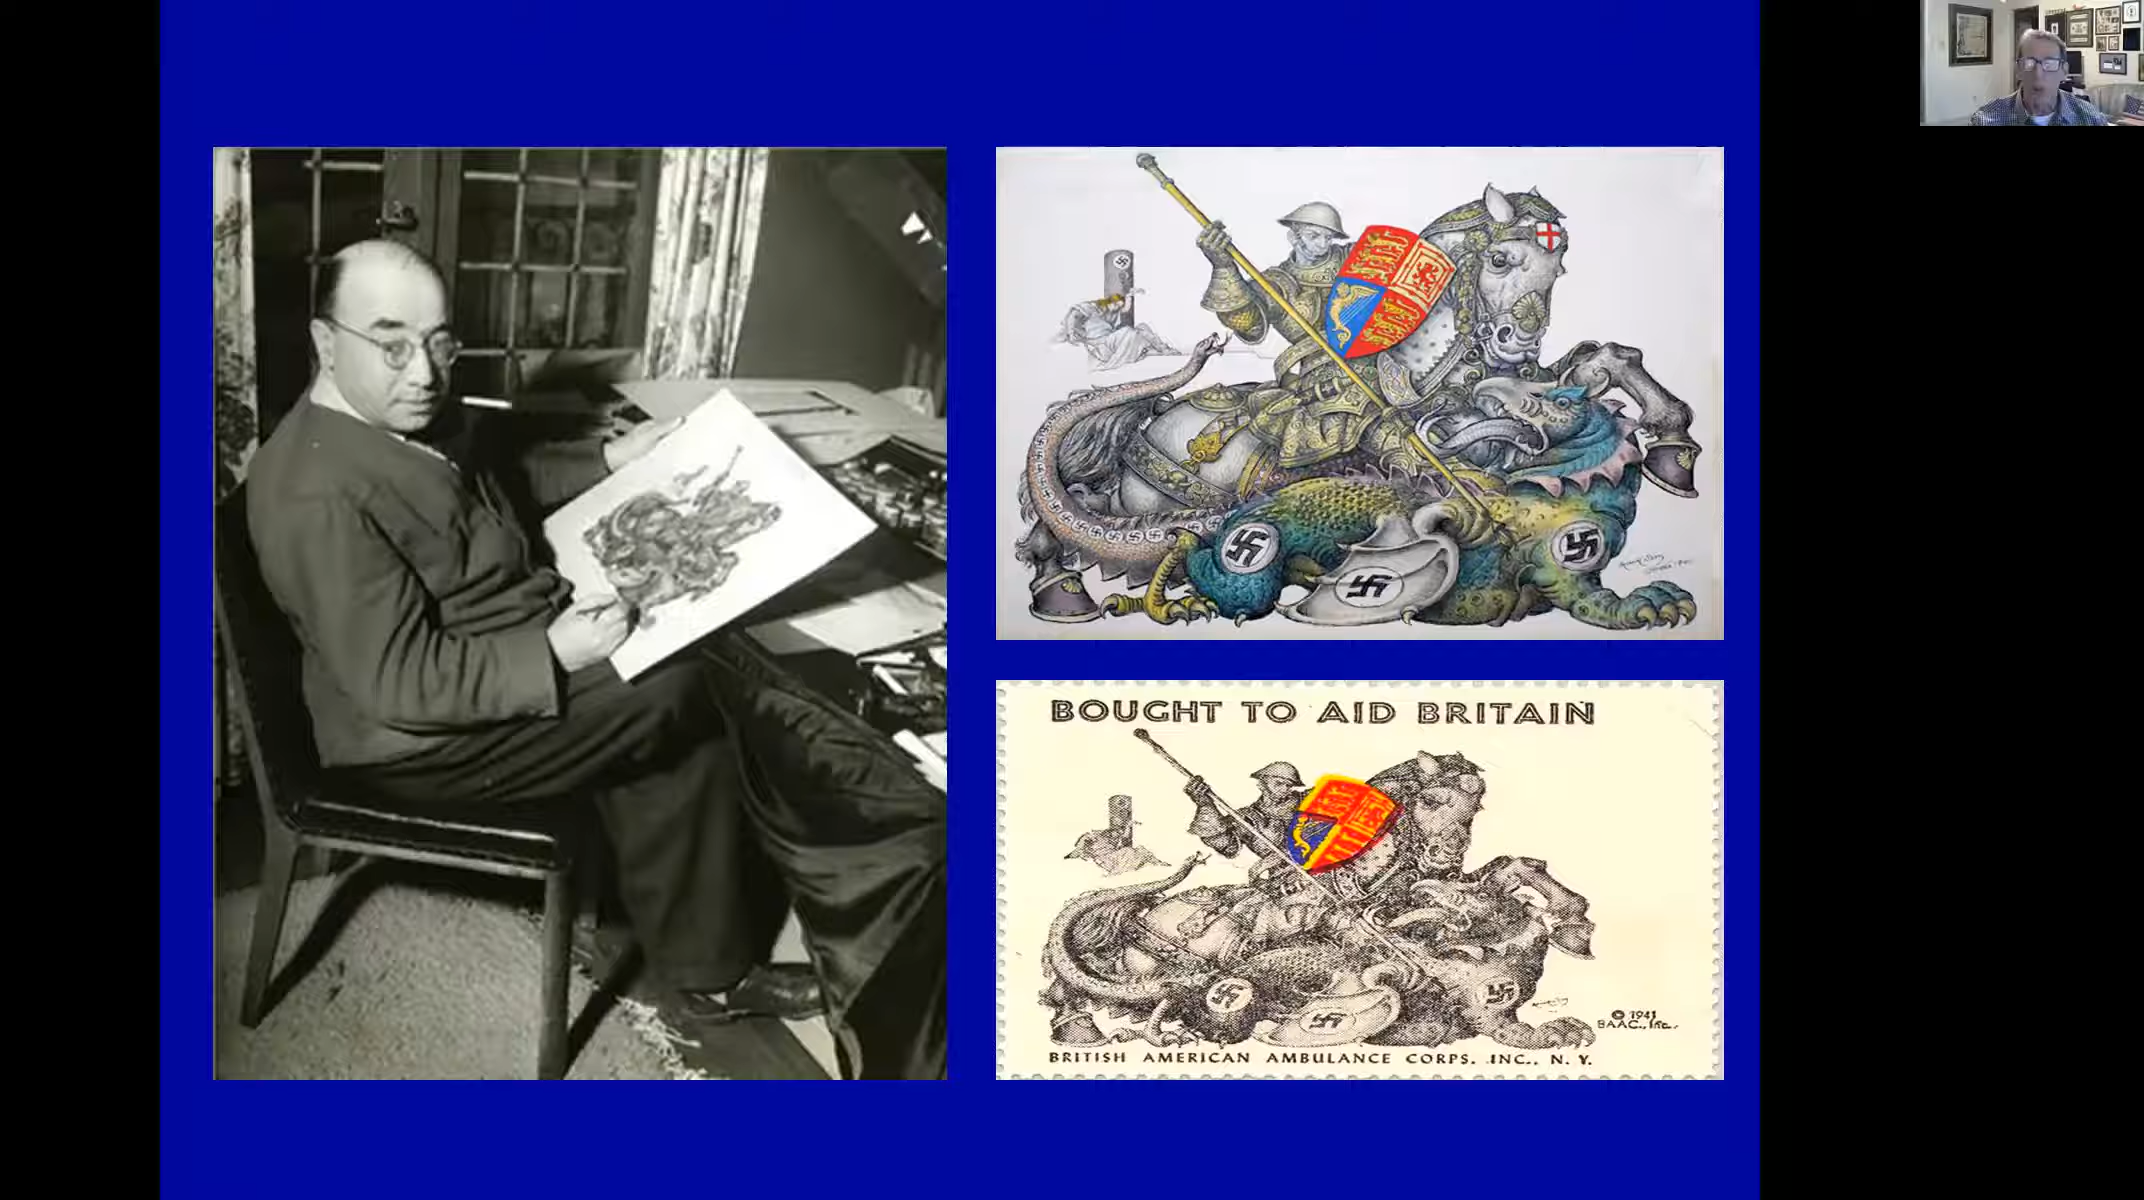 BOUGHT TO AID BRITAIN
© 1941
BAAC., Inc.
BRITISH AMERICAN AMBULANCE CORPS. INC., N. Y.